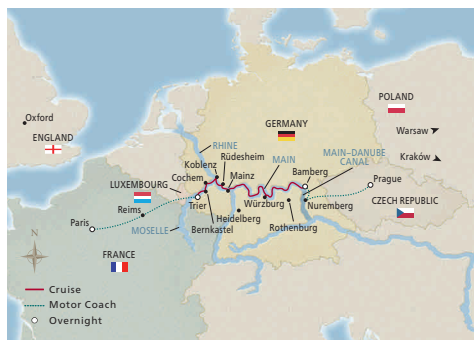 POLAND
Oxford
GERMANY
Warsaw
ENGLAND
RHINE
Rüdesheim
MAIN
MAIN–DANUBE
CANAL
Kraków
Koblenz
Cochem
Mainz
Bamberg
LUXEMBOURG
Prague
Trier
Würzburg
Nuremberg
CZECH REPUBLIC
Reims
Paris
MOSELLE
Bernkastel
Heidelberg
Rothenburg
FRANCE
N
Cruise
Motor Coach
Overnight